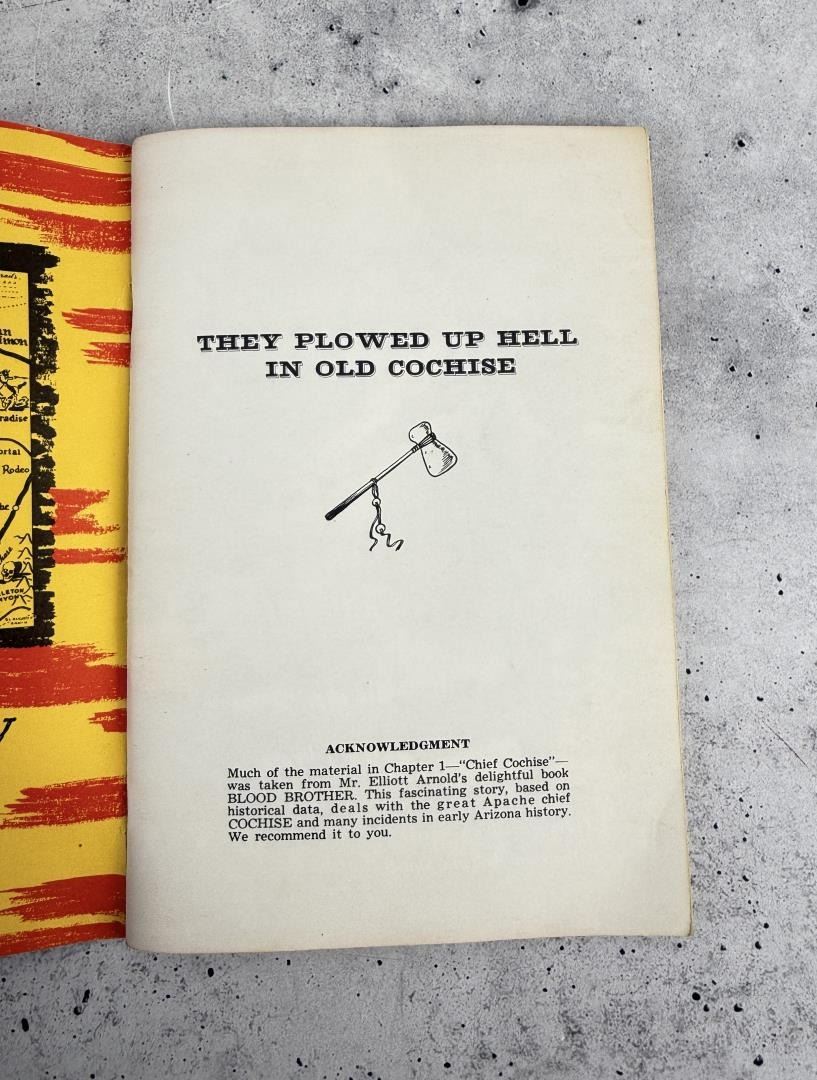 THEY PLOWED UP HELL
IN OLD COCHISE
ACKNOWLEDGMENT
Much of the material in Chapter 1—"Chief Cochise"—
was taken from Mr. Elliott Arnold's delightful book
BLOOD BROTHER. This fascinating story, based on
historical data, deals with the great Apache chief
COCHISE and many incidents in early Arizona history.
We recommend it to you.
Rodeo